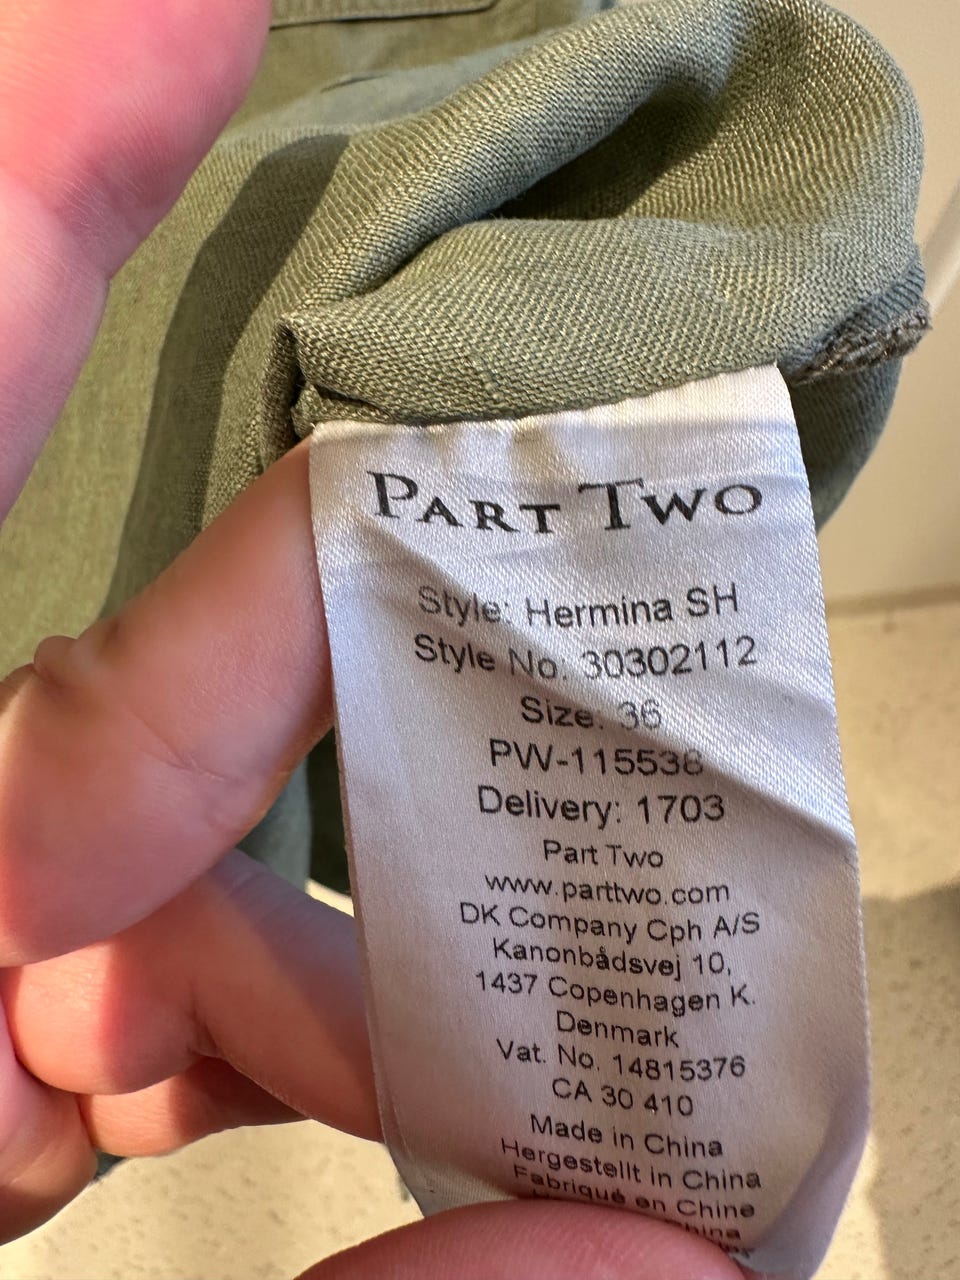 PART TWO
Style: Hermina SH
Style No: 30302112
Size: 36
PW-115536
Delivery: 1703
Part Two
www.parttwo.com
DK Company Cph A/S
Kanonbådsvej 10,
1437 Copenhagen K.
Denmark
Vat. No. 14815376
CA 30 410
Made in China
Hergestellt in China
Fabriqué en Chine
China